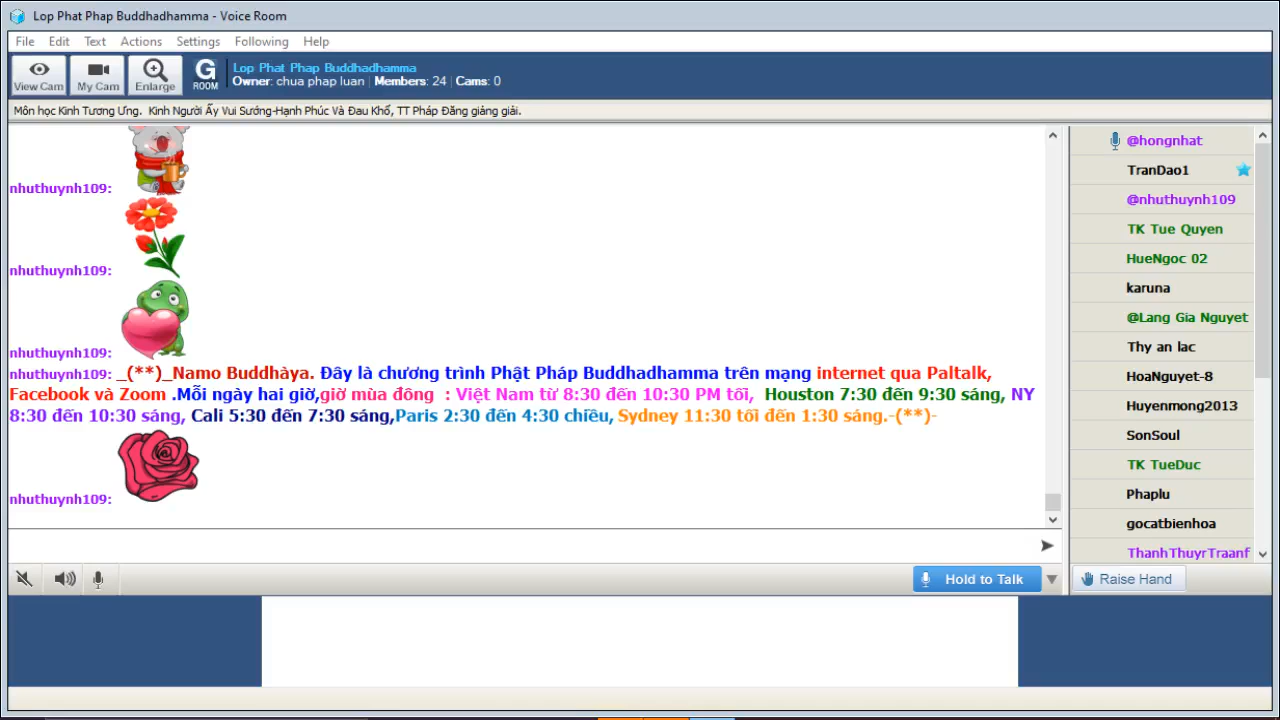 Lop Phat Phap Buddhadhamma - Voice Room
File Edit Text Actions Settings Following Help
View Cam My Cam Enlarge G ROOM
Lop Phat Phap Buddhadhamma
Owner: chua phap luan | Members: 24 | Cams: 0
Môn học Kinh Tương Ưng. Kinh Người Ấy Vui Sướng-Hạnh Phúc Và Đau Khổ, TT Pháp Đăng giảng giải.
nhuthuynh109:
nhuthuynh109:
nhuthuynh109:
nhuthuynh109: _(**)_Namo Buddhàya. Đây là chương trình Phật Pháp Buddhadhamma trên mạng internet qua Paltalk,
Facebook và Zoom .Mỗi ngày hai giờ,giờ mùa đông : Việt Nam từ 8:30 đến 10:30 PM tối, Houston 7:30 đến 9:30 sáng, NY
8:30 đến 10:30 sáng, Cali 5:30 đến 7:30 sáng,Paris 2:30 đến 4:30 chiều, Sydney 11:30 tối đến 1:30 sáng.-(**)-
nhuthuynh109:
@hongnhat
TranDao1
@nhuthuynh109
TK Tue Quyen
HueNgoc 02
karuna
@Lang Gia Nguyet
Thy an lac
HoaNguyet-8
Huyenmong2013
SonSoul
TK TueDuc
Phaplu
gocatbienhoa
ThanhThuyrTraanf
Hold to Talk
Raise Hand